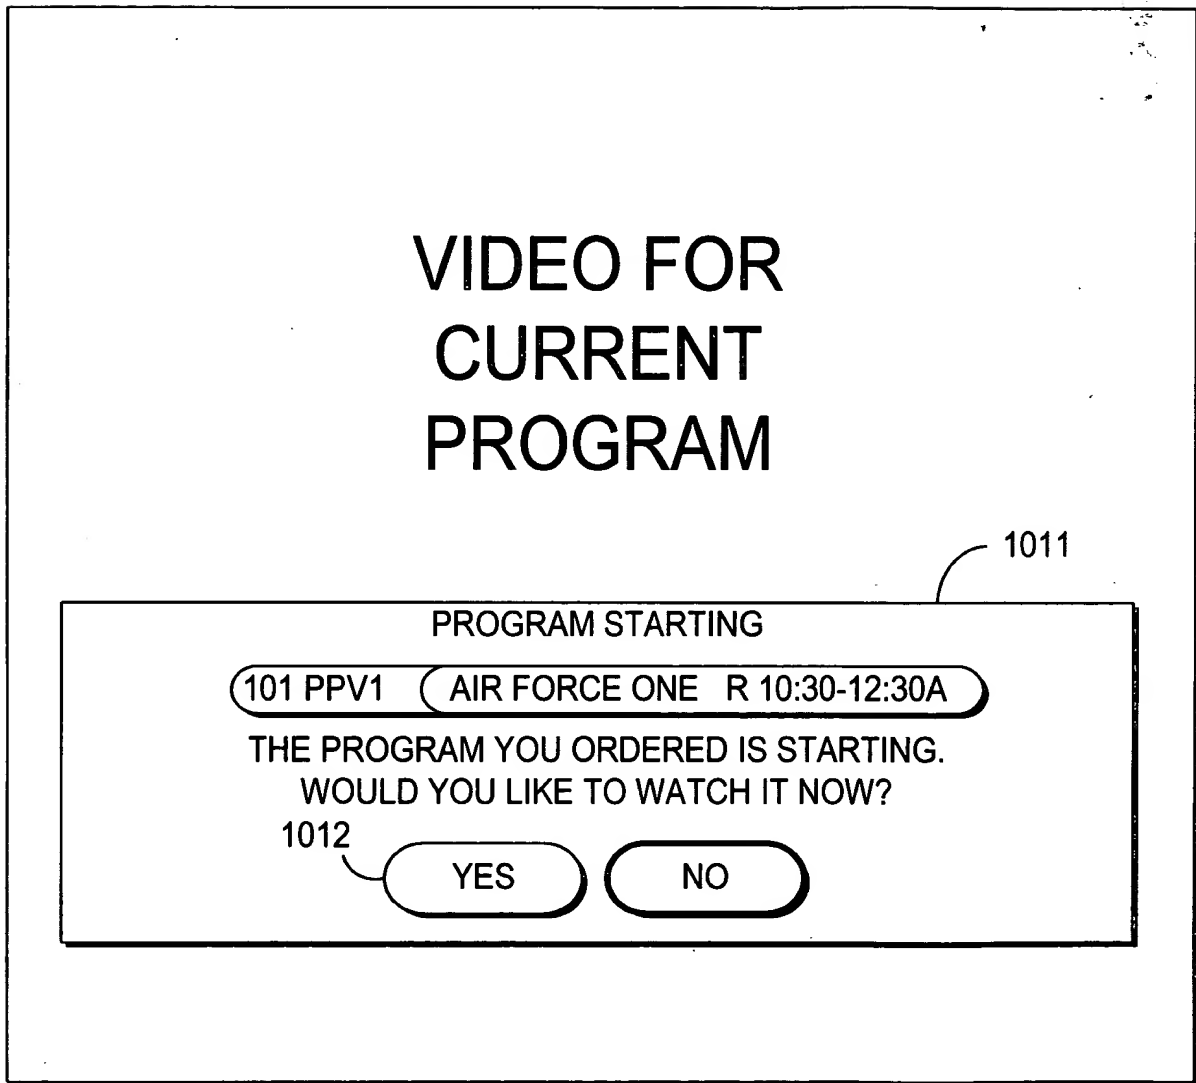 VIDEO FOR
CURRENT
PROGRAM
1011
PROGRAM STARTING
101 PPV1 AIR FORCE ONE R 10:30-12:30A
THE PROGRAM YOU ORDERED IS STARTING.
WOULD YOU LIKE TO WATCH IT NOW?
1012
YES NO